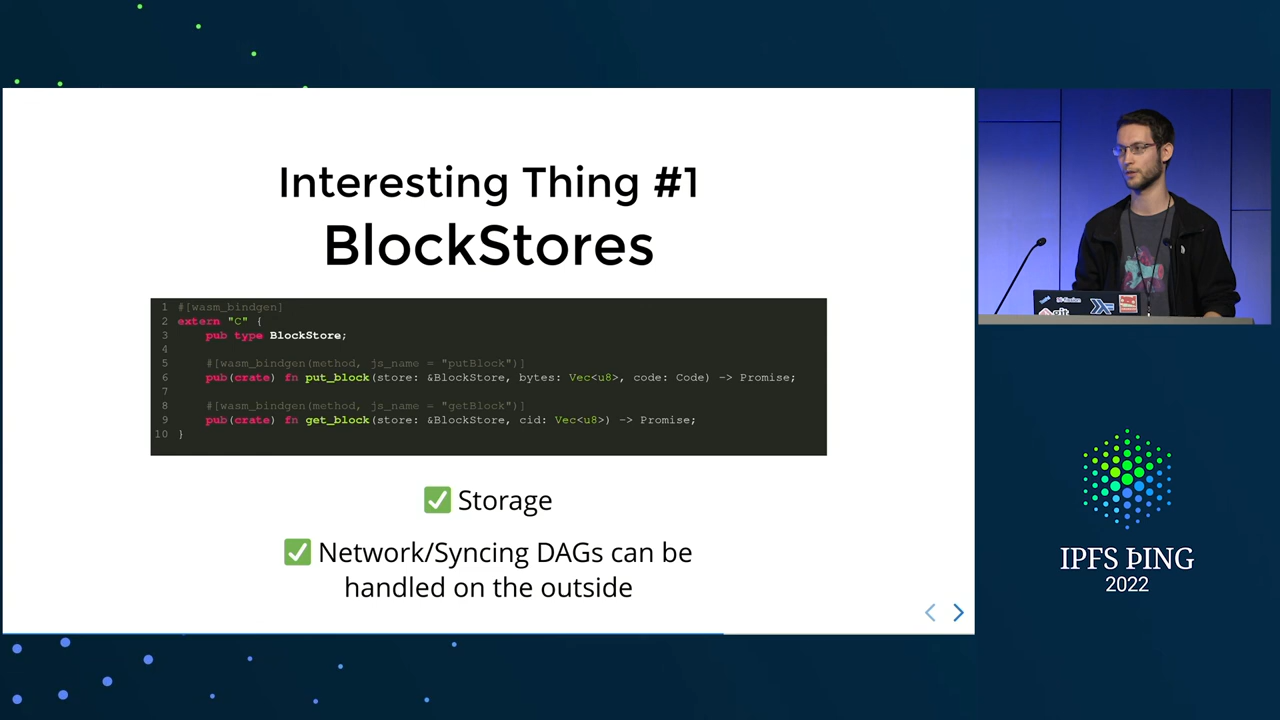 Interesting Thing #1
BlockStores
1 #[wasm_bindgen]
2 extern "C" {
3     pub type BlockStore;
4
5     #[wasm_bindgen(method, js_name = "putBlock")]
6     pub(crate) fn put_block(store: &BlockStore, bytes: Vec<u8>, code: Code) -> Promise;
7
8     #[wasm_bindgen(method, js_name = "getBlock")]
9     pub(crate) fn get_block(store: &BlockStore, cid: Vec<u8>) -> Promise;
10 }
✅ Storage
✅ Network/Syncing DAGs can be
handled on the outside
git
IPFS ÞING
2022